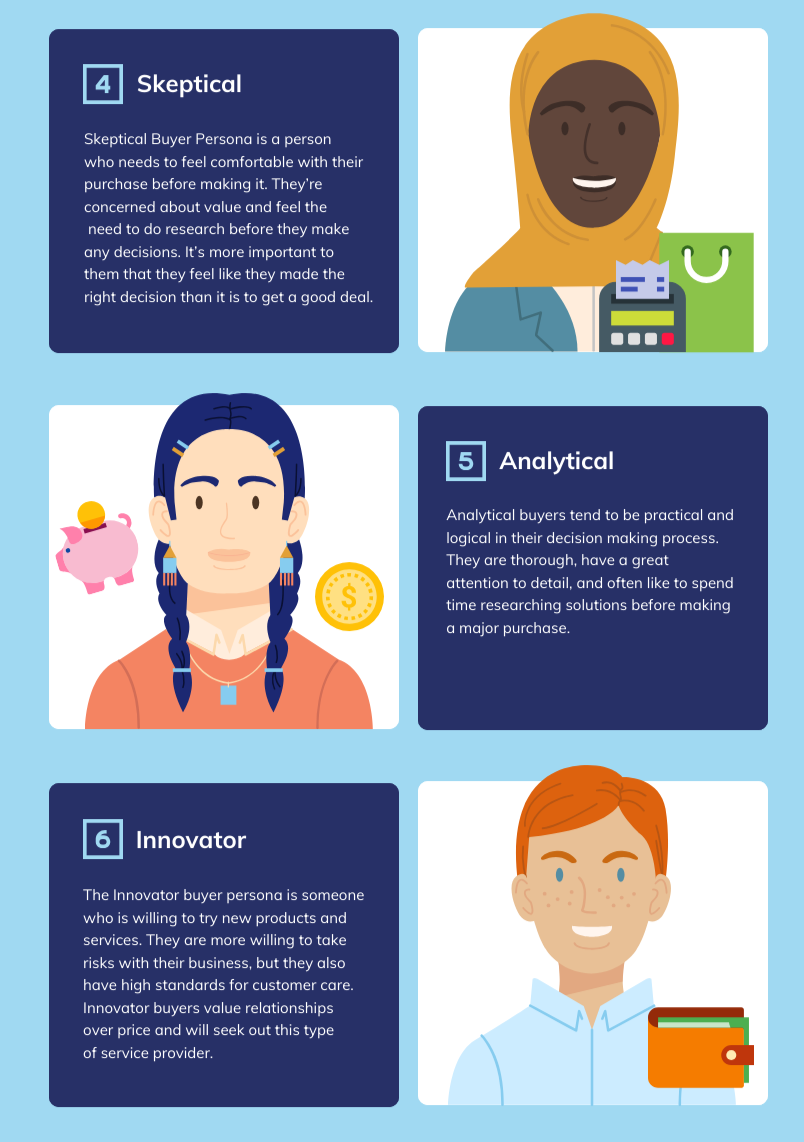 4 Skeptical
Skeptical Buyer Persona is a person
who needs to feel comfortable with their
purchase before making it. They're
concerned about value and feel the
need to do research before they make
any decisions. It's more important to
them that they feel like they made the
right decision than it is to get a good deal.
5 Analytical
Analytical buyers tend to be practical and
logical in their decision making process.
They are thorough, have a great
attention to detail, and often like to spend
time researching solutions before making
a major purchase.
$
6 Innovator
The Innovator buyer persona is someone
who is willing to try new products and
services. They are more willing to take
risks with their business, but they also
have high standards for customer care.
Innovator buyers value relationships
over price and will seek out this type
of service provider.